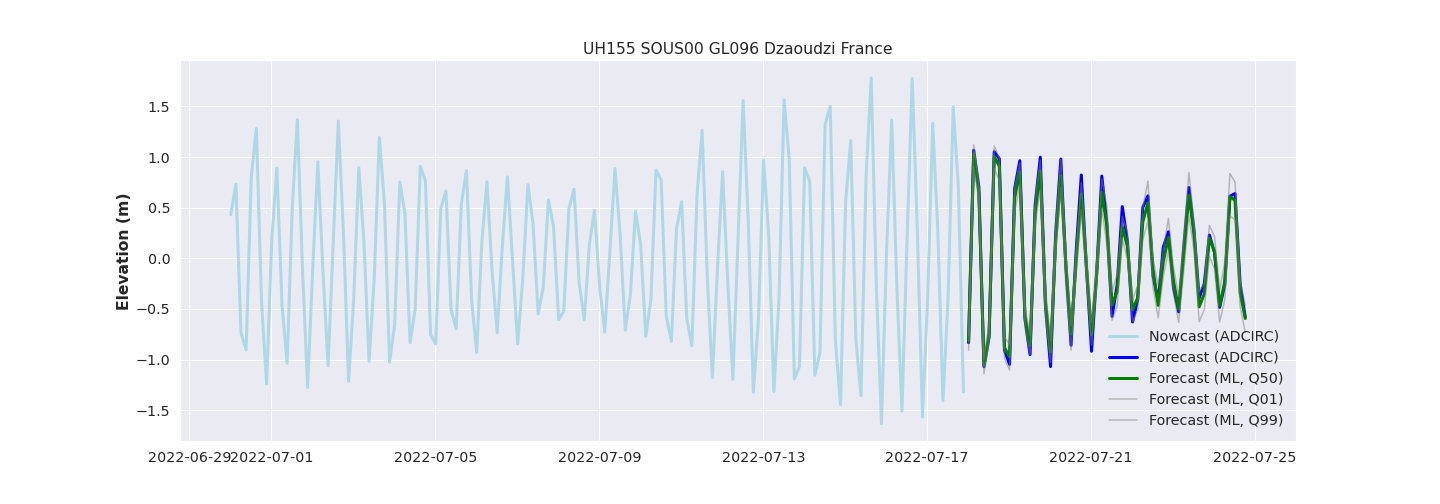 UH155 SOUS00 GL096 Dzaoudzi France
Elevation (m)
1.5
1.0
0.5
0.0
−0.5
−1.0
−1.5
Nowcast (ADCIRC)
Forecast (ADCIRC)
Forecast (ML, Q50)
Forecast (ML, Q01)
Forecast (ML, Q99)
2022-06-29 2022-07-01 2022-07-05 2022-07-09 2022-07-13 2022-07-17 2022-07-21 2022-07-25